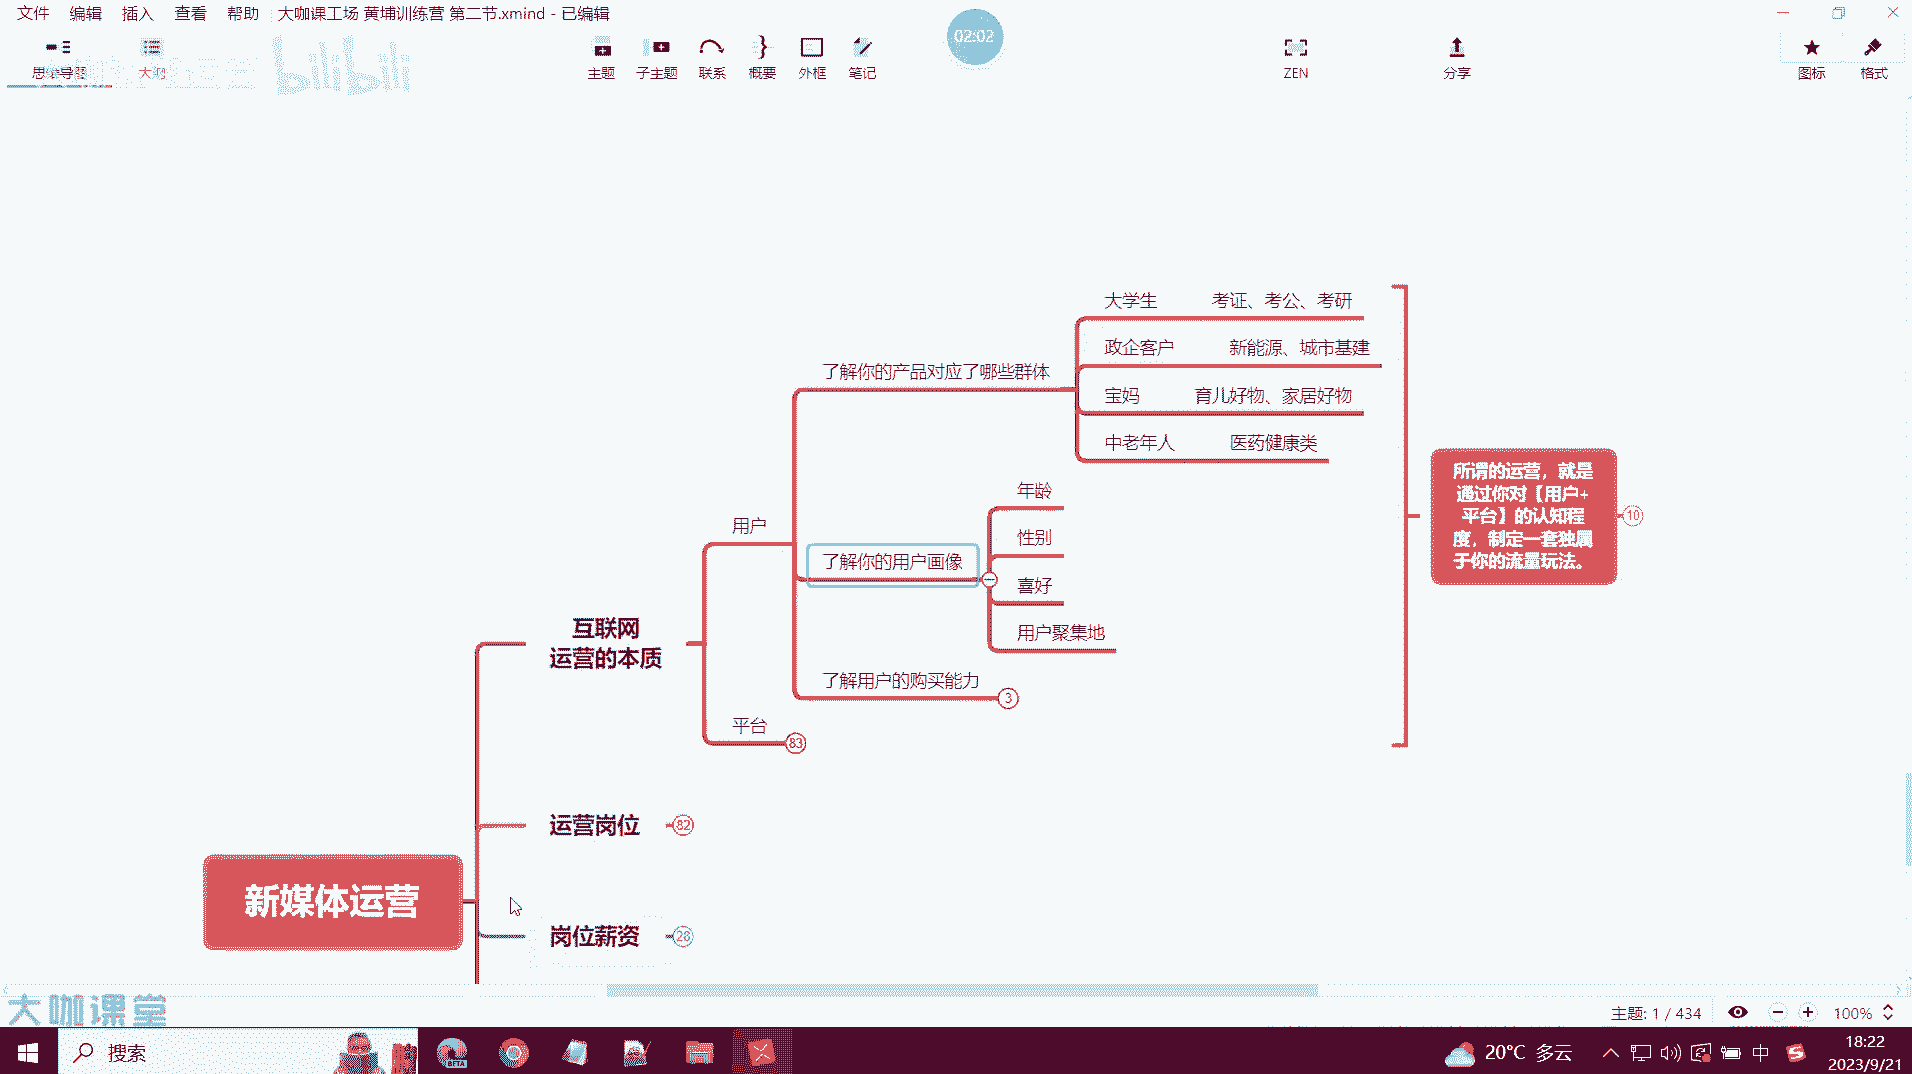 文件 编辑 插入 查看 帮助 大咖课工场 黄埔训练营 第二节.xmind - 已编辑
02:02
思维导图 大纲 主题 子主题 联系 概要 外框 笔记 ZEN 分享 图标 格式
bilibili
大学生 考证、考公、考研
政企客户 新能源、城市基建
了解你的产品对应了哪些群体
宝妈 育儿好物、家居好物
中老年人 医药健康类
所谓的运营，就是
通过你对【用户+
平台】的认知程
度，制定一套独属
于你的流量玩法。
10
年龄
用户
性别
了解你的用户画像
喜好
用户聚集地
互联网
运营的本质
了解用户的购买能力 3
平台 83
运营岗位 82
新媒体运营
岗位薪资 28
大咖课堂
主题: 1 / 434 100%
搜索 BETA 20°C 多云 中 18:22
2023/9/21